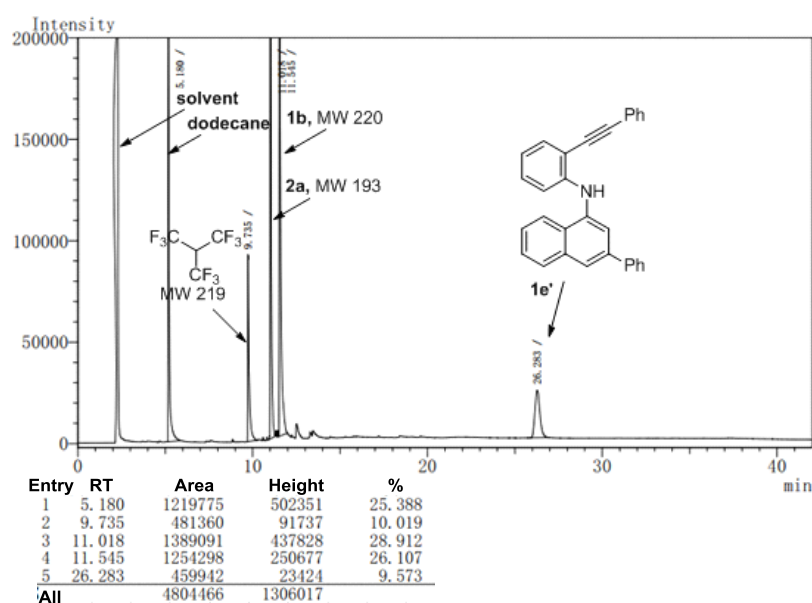 Intensity
200000
150000
100000
50000
0
0
10
20
30
40
min
5.180 /
9.735 /
11.018 /
11.545 /
26.283 /
solvent
dodecane
1b, MW 220
2a, MW 193
F₃C
CF₃
CF₃
MW 219
Ph
NH
Ph
1e'
Entry RT Area Height %
1 5.180 1219775 502351 25.388
2 9.735 481360 91737 10.019
3 11.018 1389091 437828 28.912
4 11.545 1254298 250677 26.107
5 26.283 459942 23424 9.573
All 4804466 1306017